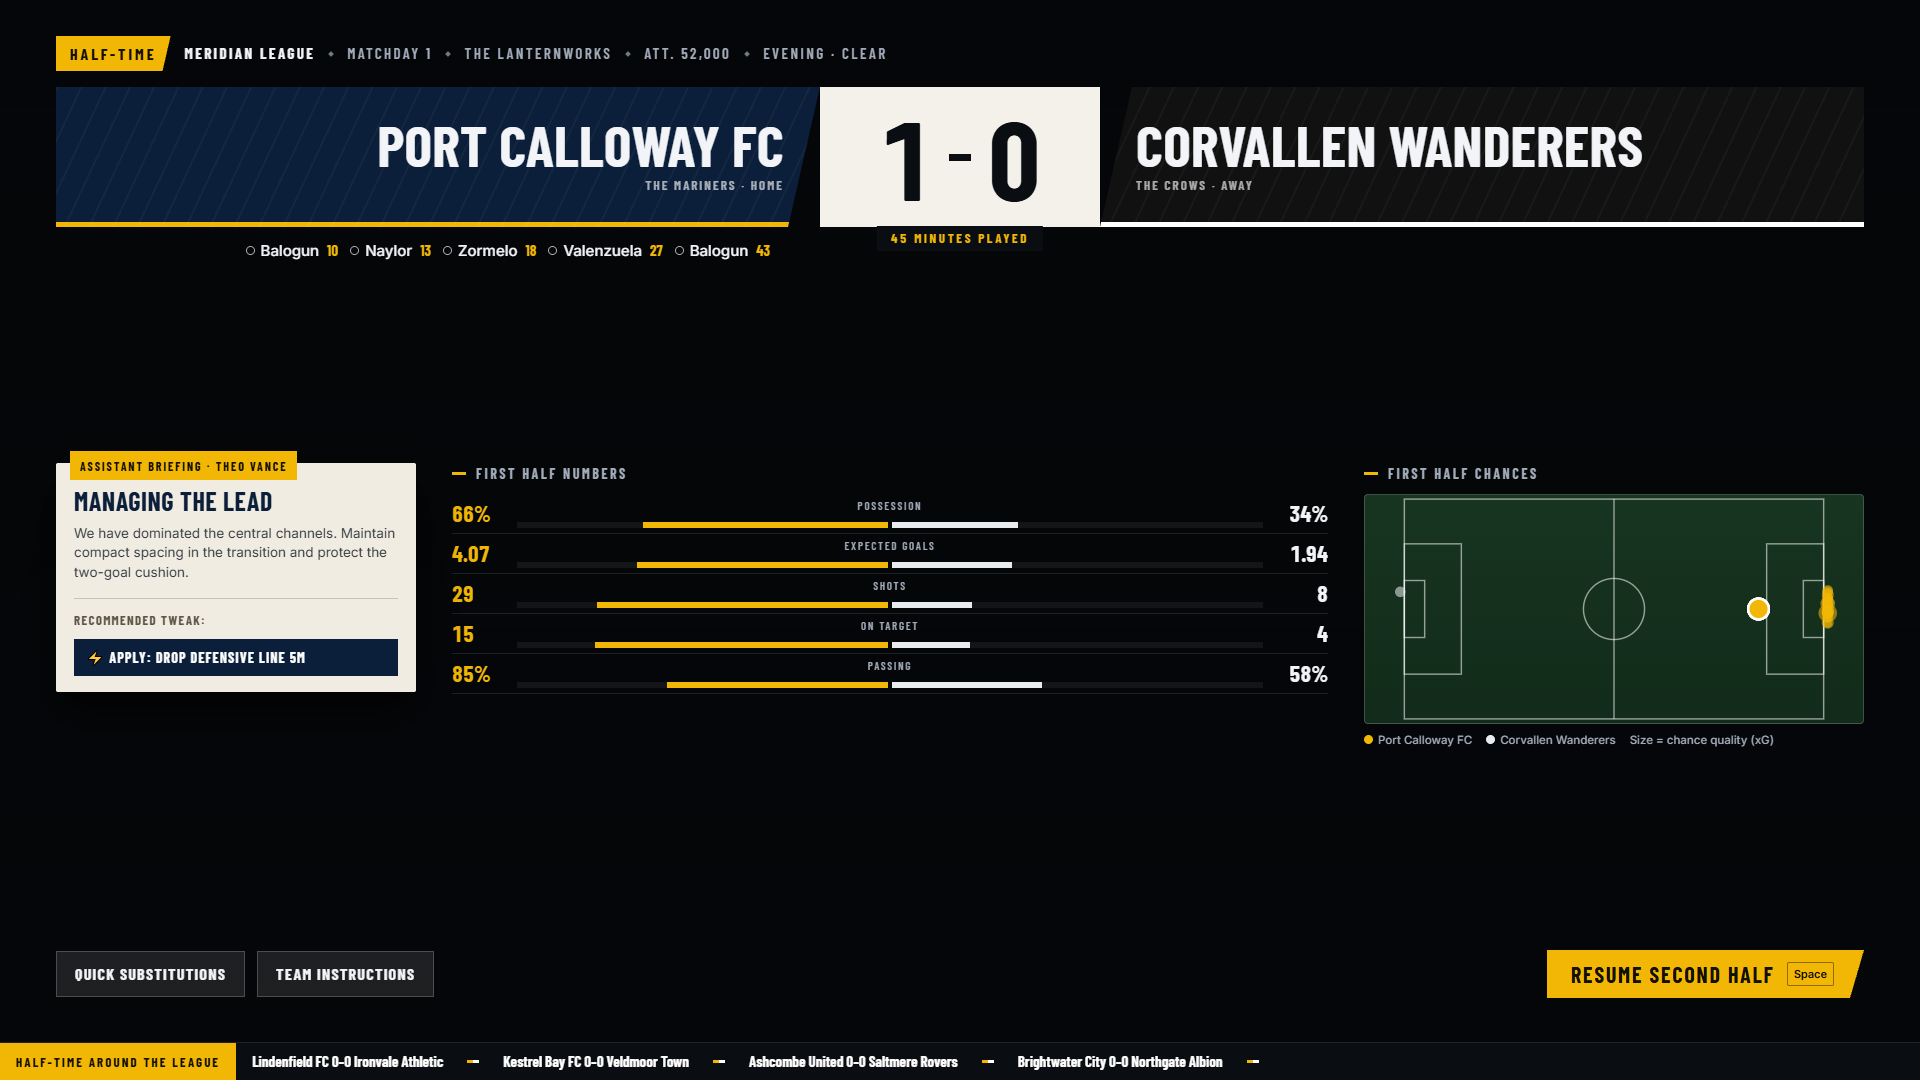 HALF-TIME MERIDIAN LEAGUE ◆ MATCHDAY 1 ◆ THE LANTERNWORKS ◆ ATT. 52,000 ◆ EVENING · CLEAR
PORT CALLOWAY FC
THE MARINERS · HOME
1 - 0
CORVALLEN WANDERERS
THE CROWS · AWAY
45 MINUTES PLAYED
Balogun 10 Naylor 13 Zormelo 18 Valenzuela 27 Balogun 43
ASSISTANT BRIEFING · THEO VANCE
MANAGING THE LEAD
We have dominated the central channels. Maintain
compact spacing in the transition and protect the
two-goal cushion.
RECOMMENDED TWEAK:
⚡ APPLY: DROP DEFENSIVE LINE 5M
FIRST HALF NUMBERS
66% POSSESSION 34%
4.07 EXPECTED GOALS 1.94
29 SHOTS 8
15 ON TARGET 4
85% PASSING 58%
FIRST HALF CHANCES
Port Calloway FC Corvallen Wanderers Size = chance quality (xG)
QUICK SUBSTITUTIONS TEAM INSTRUCTIONS
RESUME SECOND HALF Space
HALF-TIME AROUND THE LEAGUE Lindenfield FC 0-0 Ironvale Athletic Kestrel Bay FC 0-0 Veldmoor Town Ashcombe United 0-0 Saltmere Rovers Brightwater City 0-0 Northgate Albion